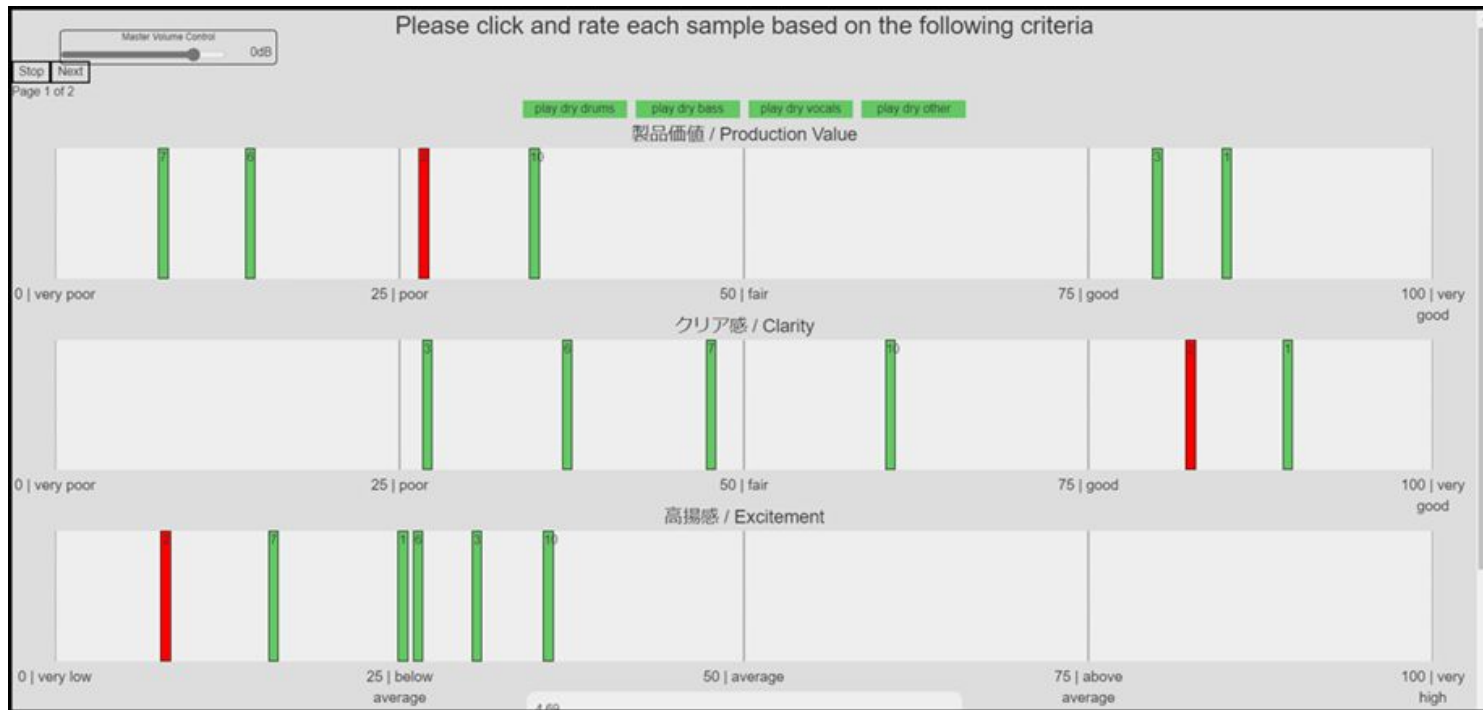 Please click and rate each sample based on the following criteria
Master Volume Control
0dB
Stop Next
Page 1 of 2
play dry drums play dry bass play dry vocals play dry other
製品価値 / Production Value
7 6 10 3 1
0 | very poor 25 | poor 50 | fair 75 | good 100 | very
good
クリア感 / Clarity
3 6 7 10 1
0 | very poor 25 | poor 50 | fair 75 | good 100 | very
good
高揚感 / Excitement
7 1 6 3 10
0 | very low 25 | below 50 | average 75 | above 100 | very
average average high